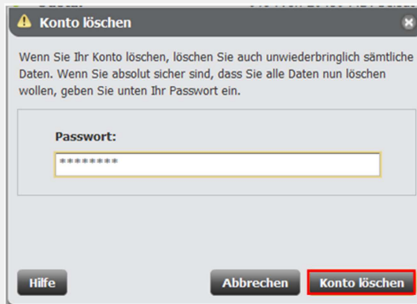 Konto löschen
Wenn Sie Ihr Konto löschen, löschen Sie auch unwiederbringlich sämtliche
Daten. Wenn Sie absolut sicher sind, dass Sie alle Daten nun löschen
wollen, geben Sie unten Ihr Passwort ein.
Passwort:
********
Hilfe
Abbrechen
Konto löschen